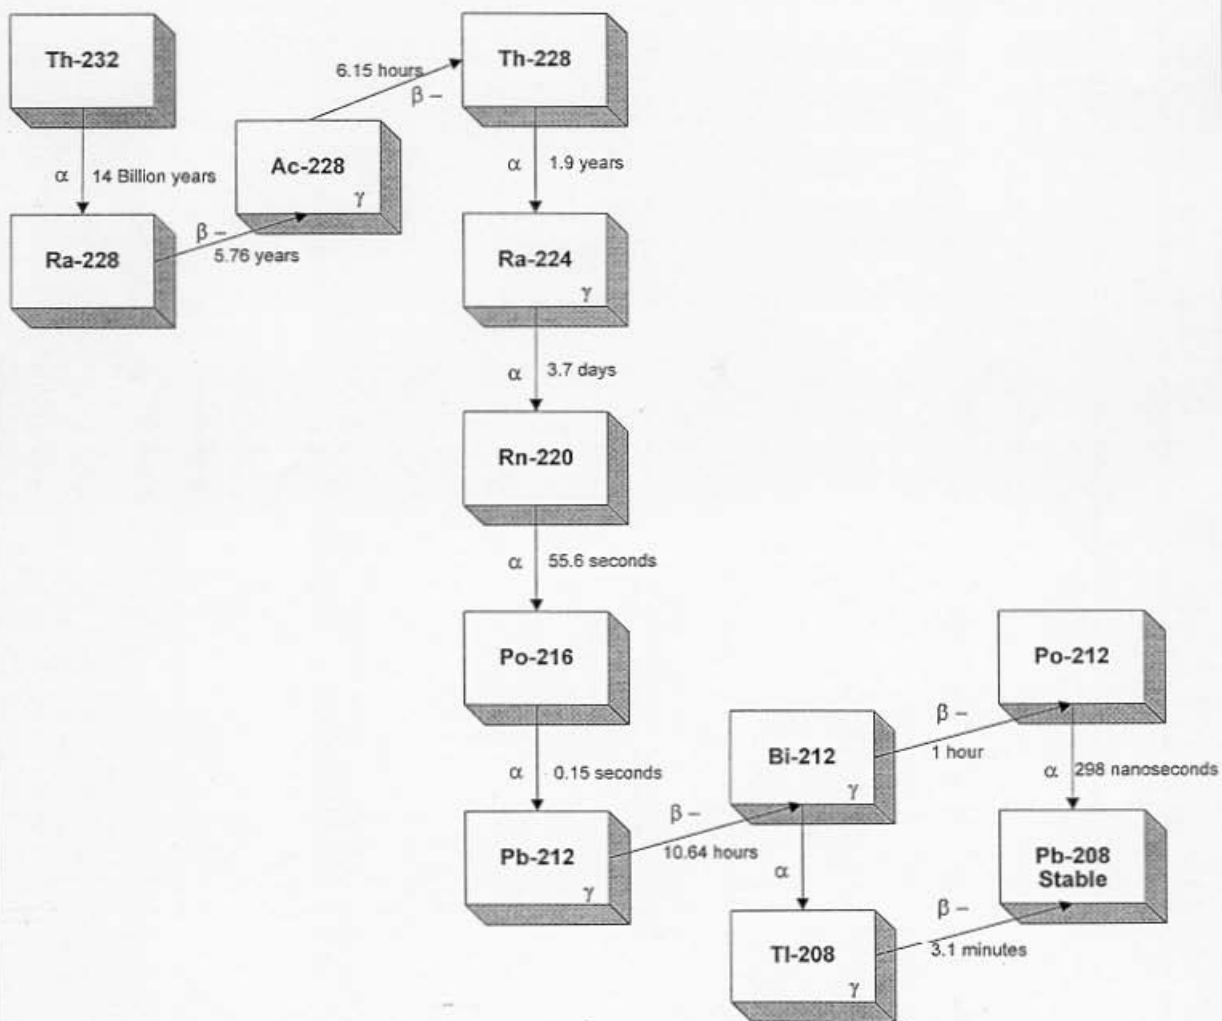 Th-232
α 14 Billion years
Ra-228
β –
5.76 years
Ac-228
γ
6.15 hours
β –
Th-228
α 1.9 years
Ra-224
γ
α 3.7 days
Rn-220
α 55.6 seconds
Po-216
α 0.15 seconds
Pb-212
γ
β –
10.64 hours
Bi-212
γ
β –
1 hour
Po-212
α 298 nanoseconds
α
Tl-208
γ
β –
3.1 minutes
Pb-208
Stable